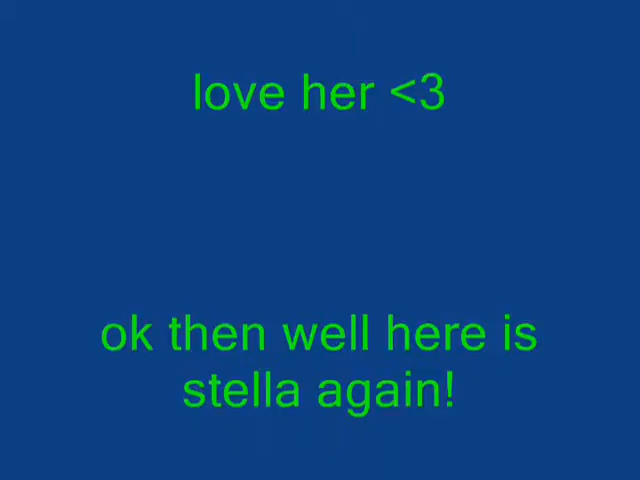 love her <3
ok then well here is
stella again!